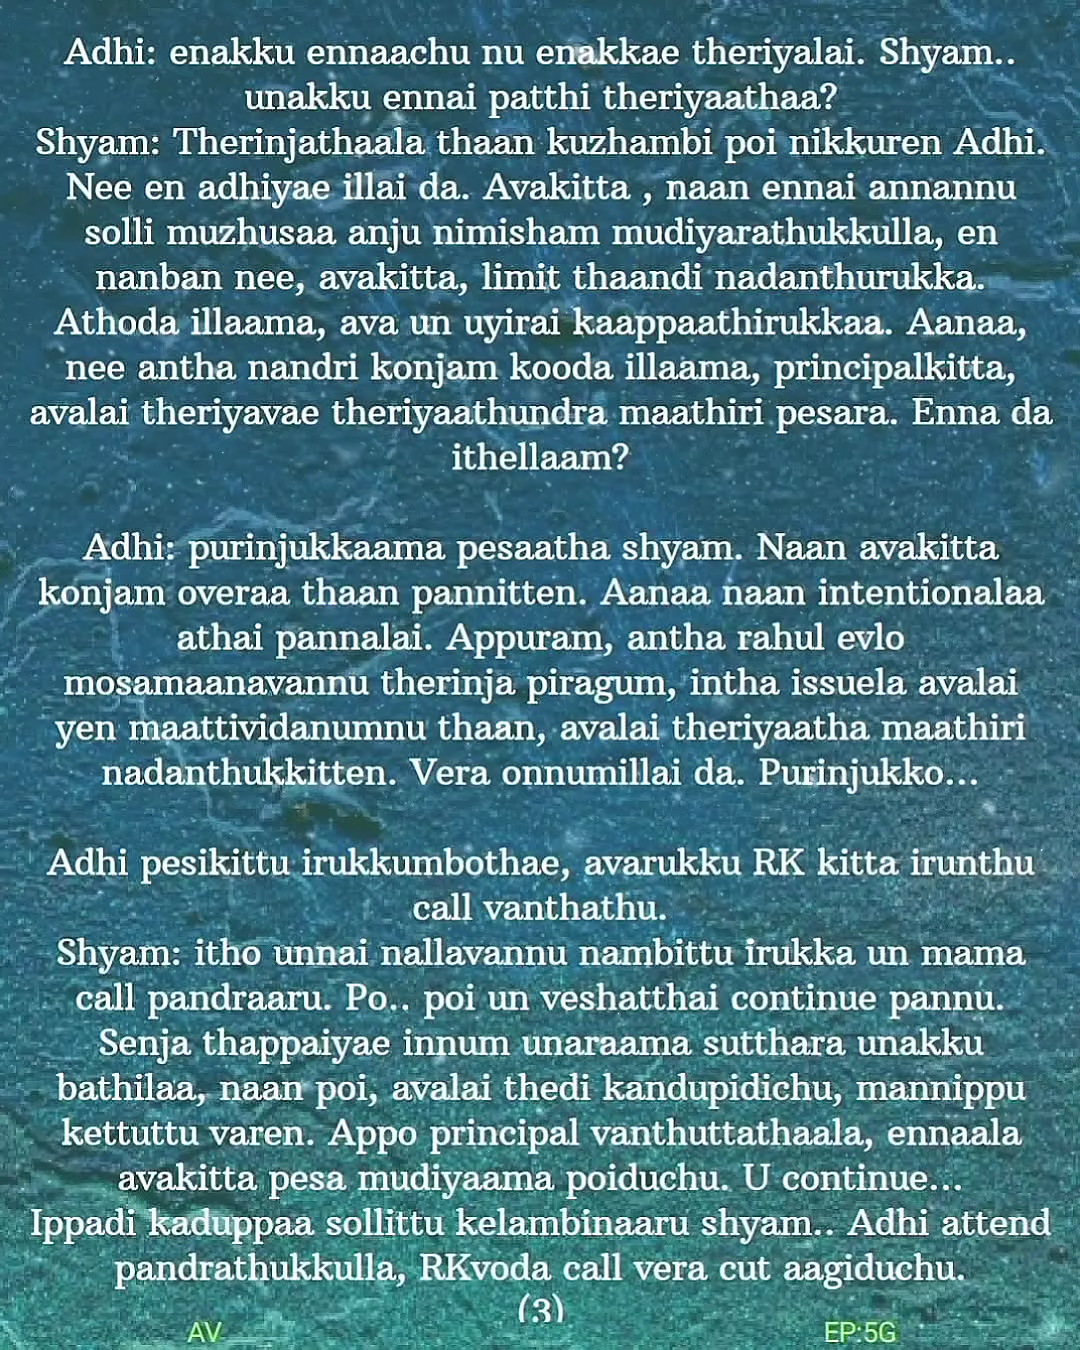 Adhi: enakku ennaachu nu enakkae theriyalai. Shyam..
unakku ennai patthi theriyaathaa?
Shyam: Therinjathaala thaan kuzhambi poi nikkuren Adhi.
Nee en adhiyae illai da. Avakitta , naan ennai annannu
solli muzhusaa anju nimisham mudiyarathukkulla, en
nanban nee, avakitta, limit thaandi nadanthurukka.
Athoda illaama, ava un uyirai kaappaathirukkaa. Aanaa,
nee antha nandri konjam kooda illaama, principalkitta,
avalai theriyavae theriyaathundra maathiri pesara. Enna da
ithellaam?
Adhi: purinjukkaama pesaatha shyam. Naan avakitta
konjam overaa thaan pannitten. Aanaa naan intentionalaa
athai pannalai. Appuram, antha rahul evlo
mosamaanavannu therinja piragum, intha issuela avalai
yen maattividanumnu thaan, avalai theriyaatha maathiri
nadanthukkitten. Vera onnumillai da. Purinjukko...
Adhi pesikittu irukkumbothae, avarukku RK kitta irunthu
call vanthathu.
Shyam: itho unnai nallavannu nambittu irukka un mama
call pandraaru. Po.. poi un veshatthai continue pannu.
Senja thappaiyae innum unaraama sutthara unakku
bathilaa, naan poi, avalai thedi kandupidichu, mannippu
kettuttu varen. Appo principal vanthuttathaala, ennaala
avakitta pesa mudiyaama poiduchu. U continue...
Ippadi kaduppaa sollittu kelambinaaru shyam.. Adhi attend
pandrathukkulla, RKvoda call vera cut aagiduchu.
(3)
AV EP:5G